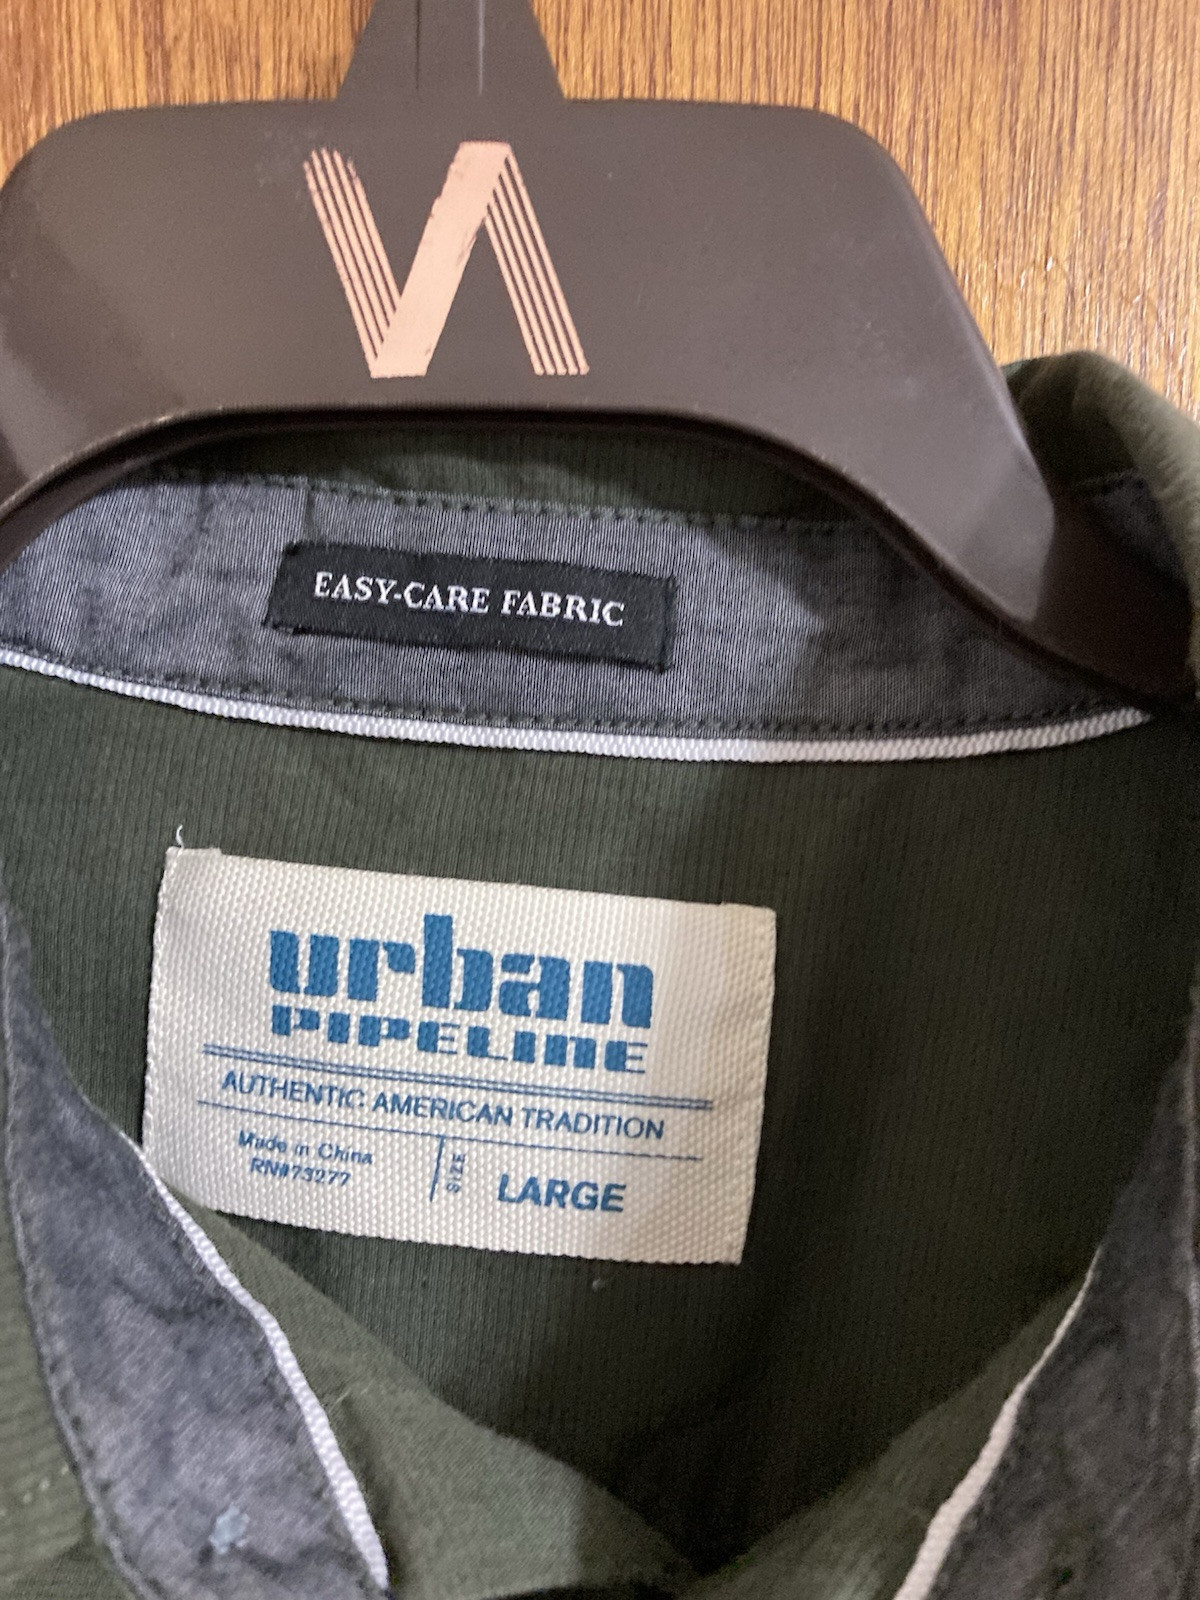 EASY-CARE FABRIC
urban
PIPELINE
AUTHENTIC AMERICAN TRADITION
Made in China
RN#73277
SIZE
LARGE